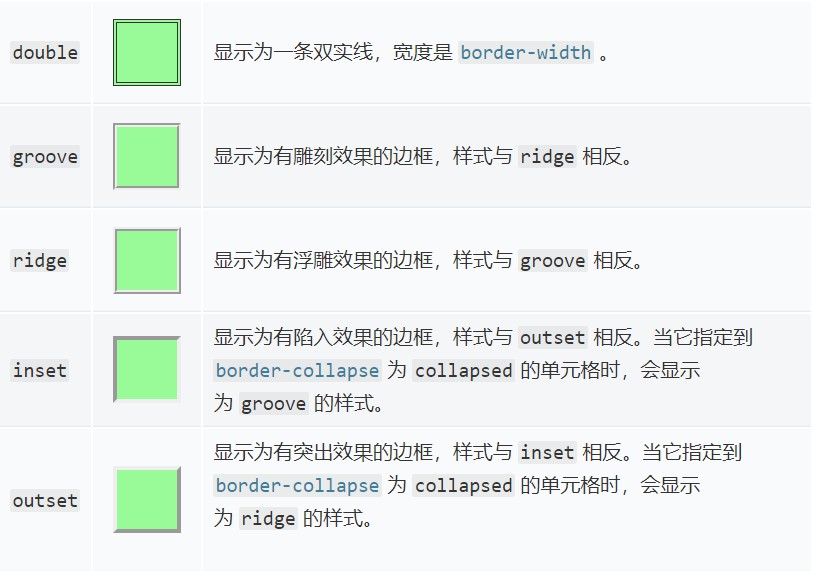 double
显示为一条双实线，宽度是 border-width 。
groove
显示为有雕刻效果的边框，样式与 ridge 相反。
ridge
显示为有浮雕效果的边框，样式与 groove 相反。
inset
显示为有陷入效果的边框，样式与 outset 相反。当它指定到
border-collapse 为 collapsed 的单元格时，会显示
为 groove 的样式。
outset
显示为有突出效果的边框，样式与 inset 相反。当它指定到
border-collapse 为 collapsed 的单元格时，会显示
为 ridge 的样式。